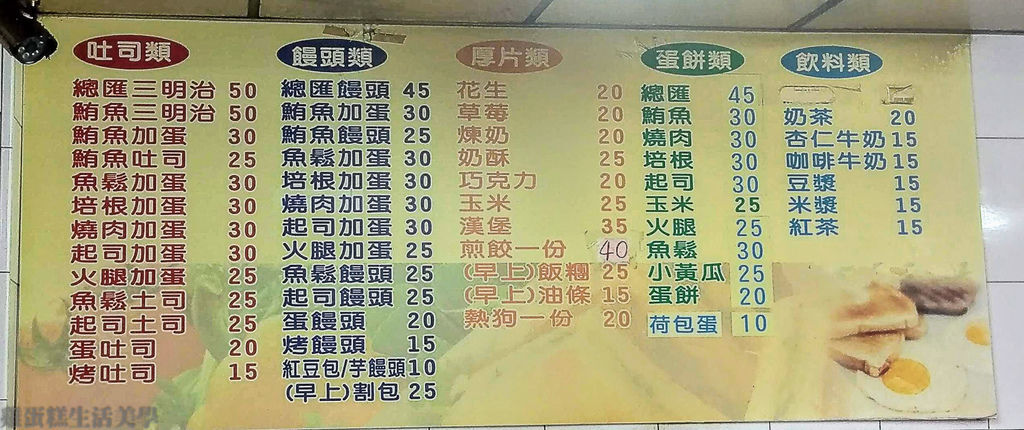 吐司類
總匯三明治 50
鮪魚三明治 50
鮪魚加蛋 30
鮪魚吐司 25
魚鬆加蛋 30
培根加蛋 30
燒肉加蛋 30
起司加蛋 30
火腿加蛋 25
魚鬆土司 25
起司土司 25
蛋吐司 20
烤吐司 15
饅頭類
總匯饅頭 45
鮪魚加蛋 30
鮪魚饅頭 25
魚鬆加蛋 30
培根加蛋 30
燒肉加蛋 30
起司加蛋 30
火腿加蛋 25
魚鬆饅頭 25
起司饅頭 25
蛋饅頭 20
烤饅頭 15
紅豆包/芋饅頭 10
(早上)割包 25
厚片類
花生 20
草莓 20
煉奶 20
奶酥 25
巧克力 20
玉米 25
漢堡 35
煎餃一份 40
(早上)飯糰 25
(早上)油條 15
熱狗一份 20
蛋餅類
總匯 45
鮪魚 30
燒肉 30
培根 30
起司 30
玉米 25
火腿 25
魚鬆 30
小黃瓜 25
蛋餅 20
荷包蛋 10
飲料類
奶茶 20
杏仁牛奶 15
咖啡牛奶 15
豆漿 15
米漿 15
紅茶 15
雞蛋糕生活美學